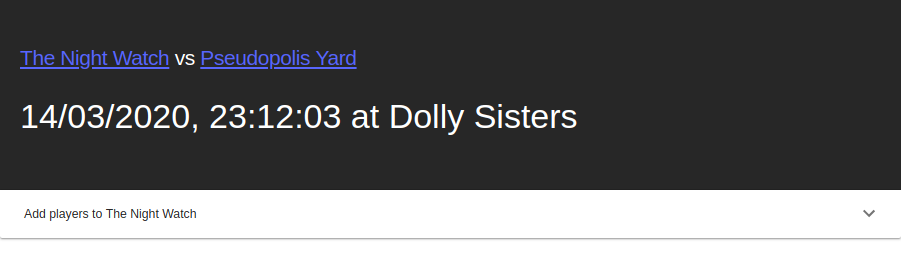 The Night Watch vs Pseudopolis Yard
14/03/2020, 23:12:03 at Dolly Sisters
Add players to The Night Watch